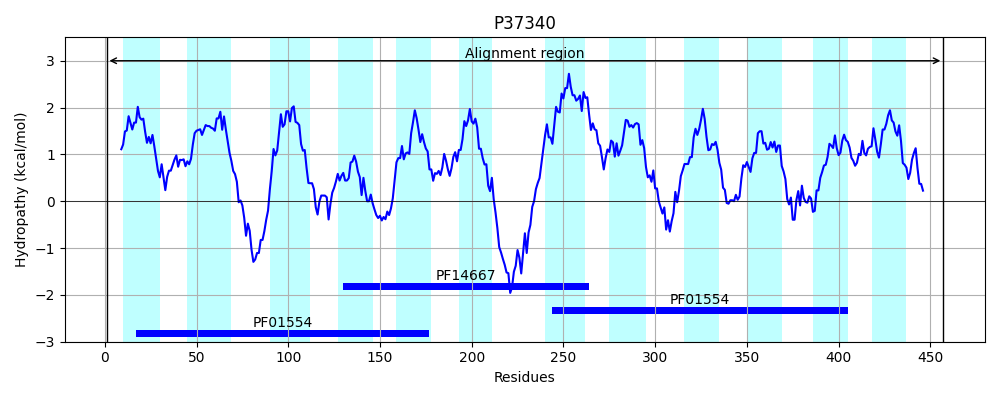 P37340
Alignment region
3
2
1
0
−1
−2
−3
Hydropathy (kcal/mol)
PF14667
PF01554
PF01554
0 50 100 150 200 250 300 350 400 450
Residues